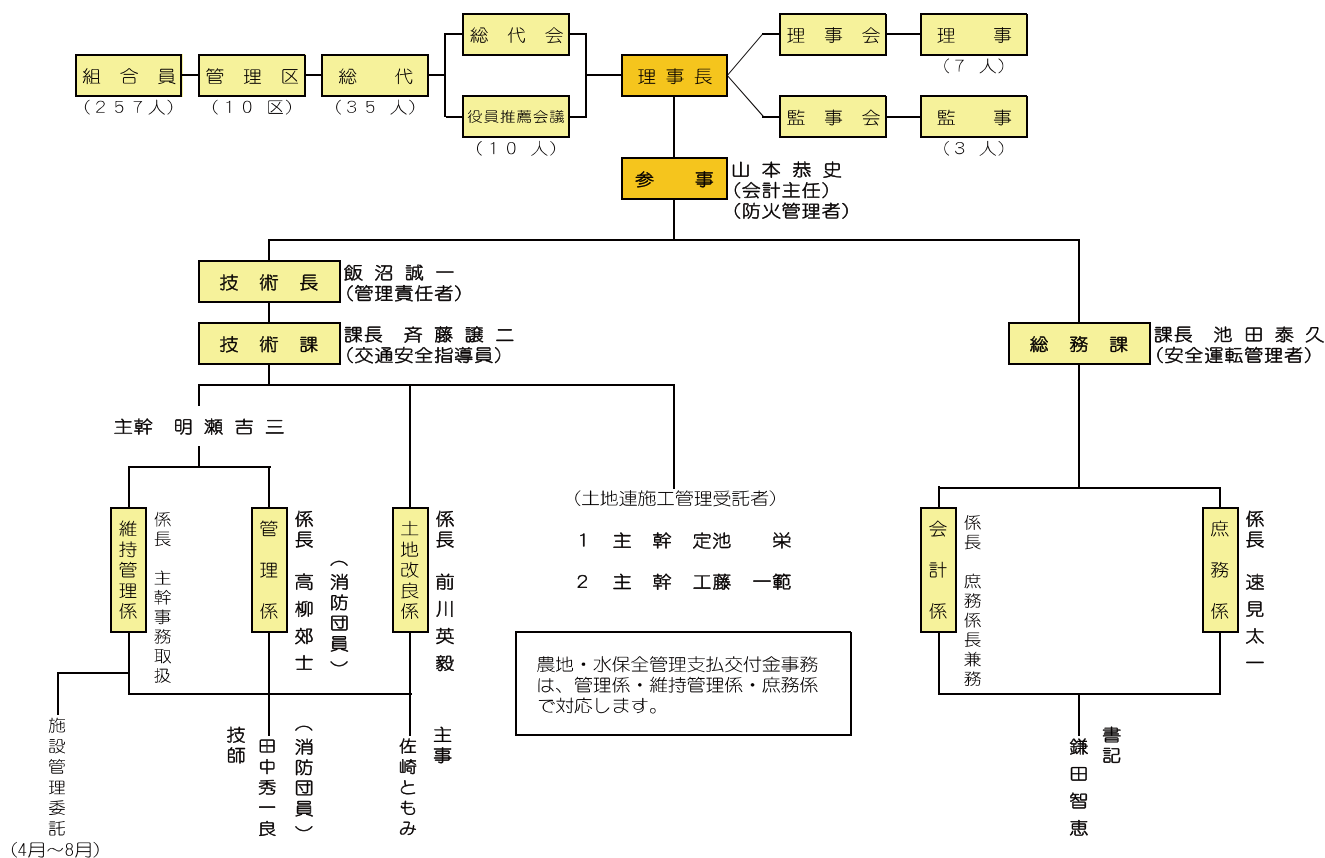 総代会
理事会
理事
(7 人)
組合員
(257人)
管理区
(10 区)
総代
(35 人)
理事長
役員推薦会議
(10 人)
監事会
監事
(3 人)
参事
山本恭史
(会計主任)
(防火管理者)
技術長
飯沼誠一
(管理責任者)
技術課
課長 斉藤譲二
(交通安全指導員)
総務課
課長 池田泰久
(安全運転管理者)
主幹 明瀬吉三
(土地連施工管理受託者)
1 主幹 定池 栄
2 主幹 工藤 一範
維持管理係
係長 主幹事務取扱
管理係
係長 高柳郊士
(消防団員)
土地改良係
係長 前川英毅
会計係
係長 庶務係長兼務
庶務係
係長 速見太一
農地・水保全管理支払交付金事務
は、管理係・維持管理係・庶務係
で対応します。
施設管理委託
(4月～8月)
技師
田中秀一良
(消防団員)
主事
佐崎ともみ
書記
鎌田智恵